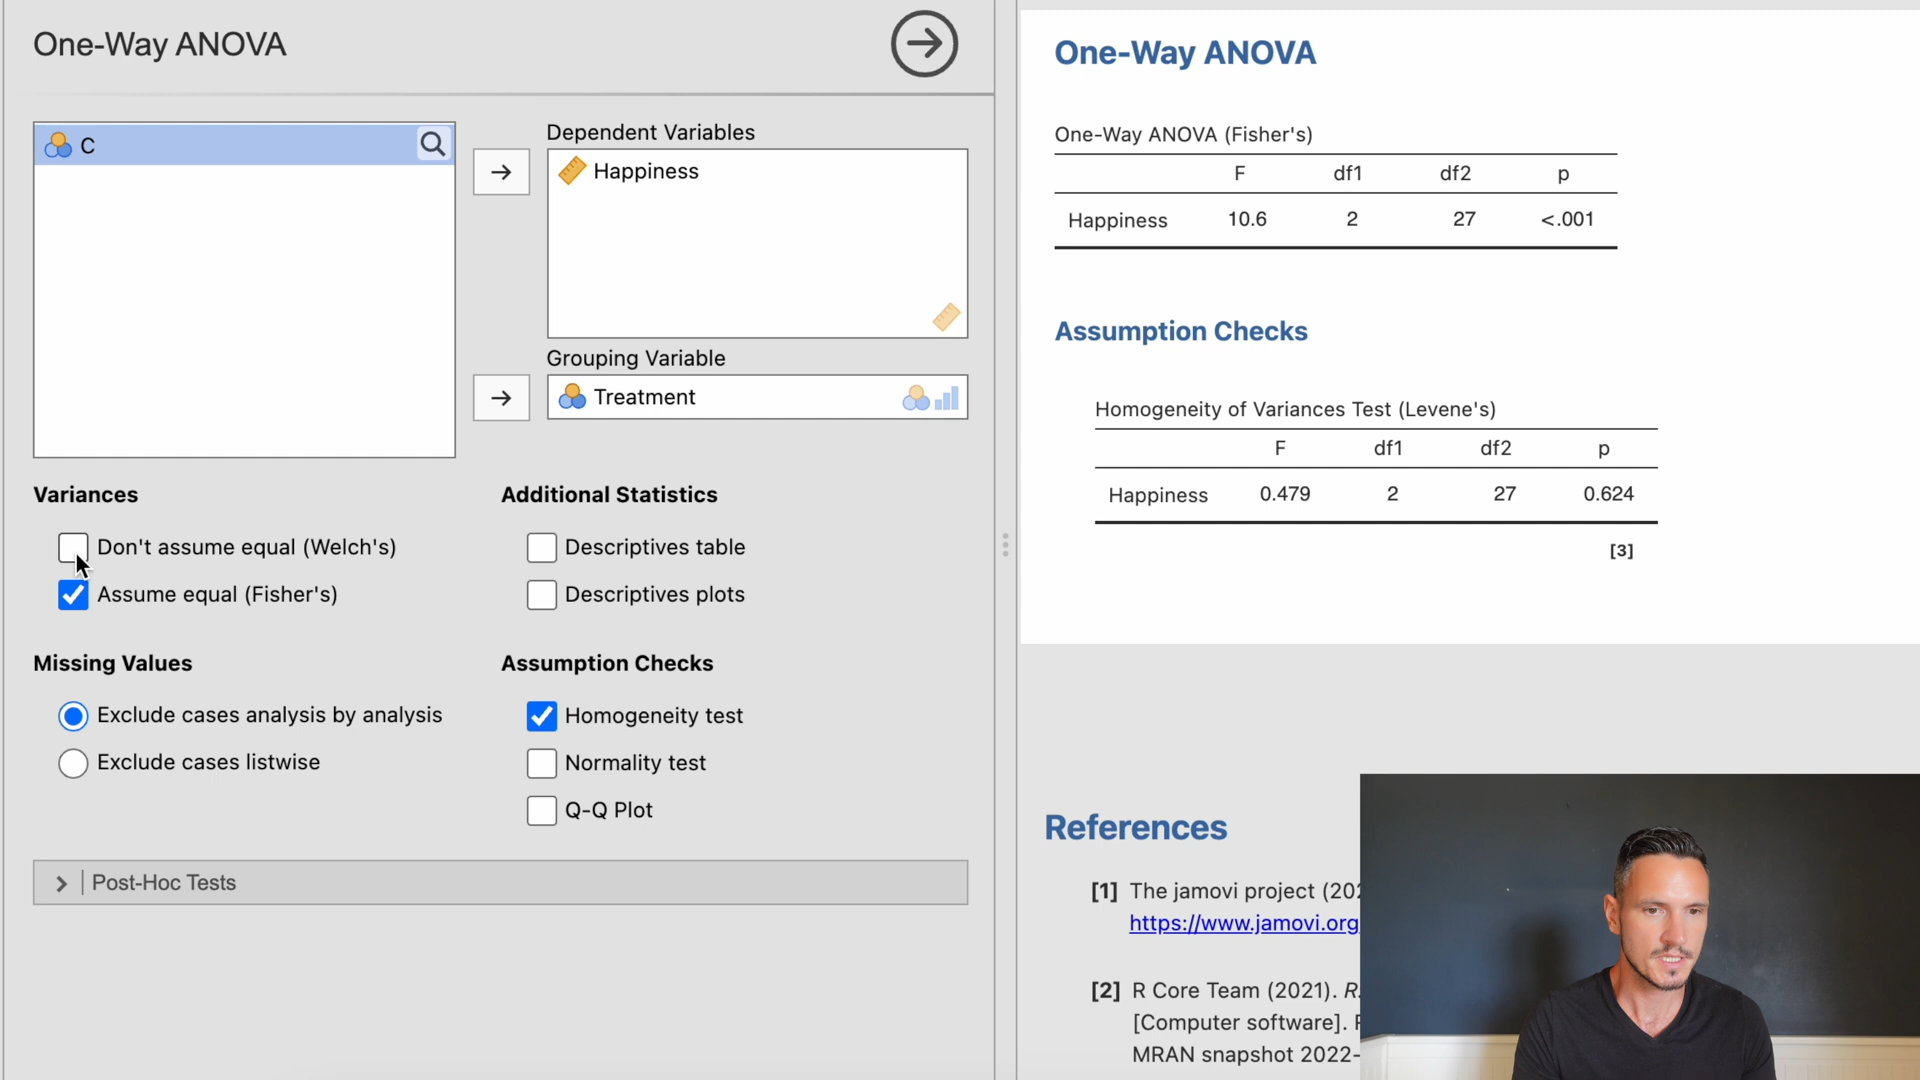 One-Way ANOVA
C
Dependent Variables
Happiness
Grouping Variable
Treatment
Variances
Don't assume equal (Welch's)
Assume equal (Fisher's)
Additional Statistics
Descriptives table
Descriptives plots
Missing Values
Exclude cases analysis by analysis
Exclude cases listwise
Assumption Checks
Homogeneity test
Normality test
Q-Q Plot
Post-Hoc Tests
One-Way ANOVA
One-Way ANOVA (Fisher's)
F df1 df2 p
Happiness 10.6 2 27 <.001
Assumption Checks
Homogeneity of Variances Test (Levene's)
F df1 df2 p
Happiness 0.479 2 27 0.624
[3]
References
[1] The jamovi project (202
https://www.jamovi.org
[2] R Core Team (2021). R
[Computer software].
MRAN snapshot 2022-